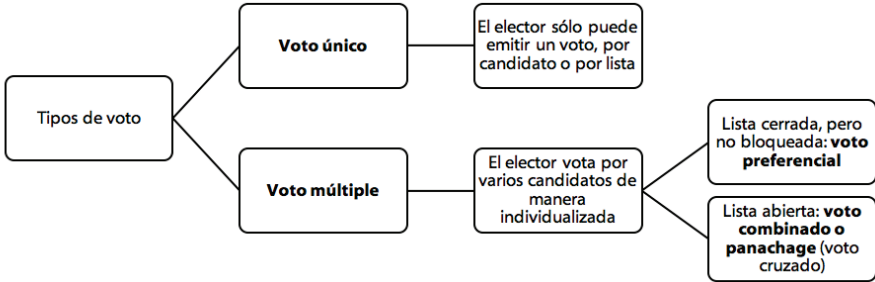 Tipos de voto
Voto único
El elector sólo puede
emitir un voto, por
candidato o por lista
Voto múltiple
El elector vota por
varios candidatos de
manera
individualizada
Lista cerrada, pero
no bloqueada: voto
preferencial
Lista abierta: voto
combinado o
panachage (voto
cruzado)